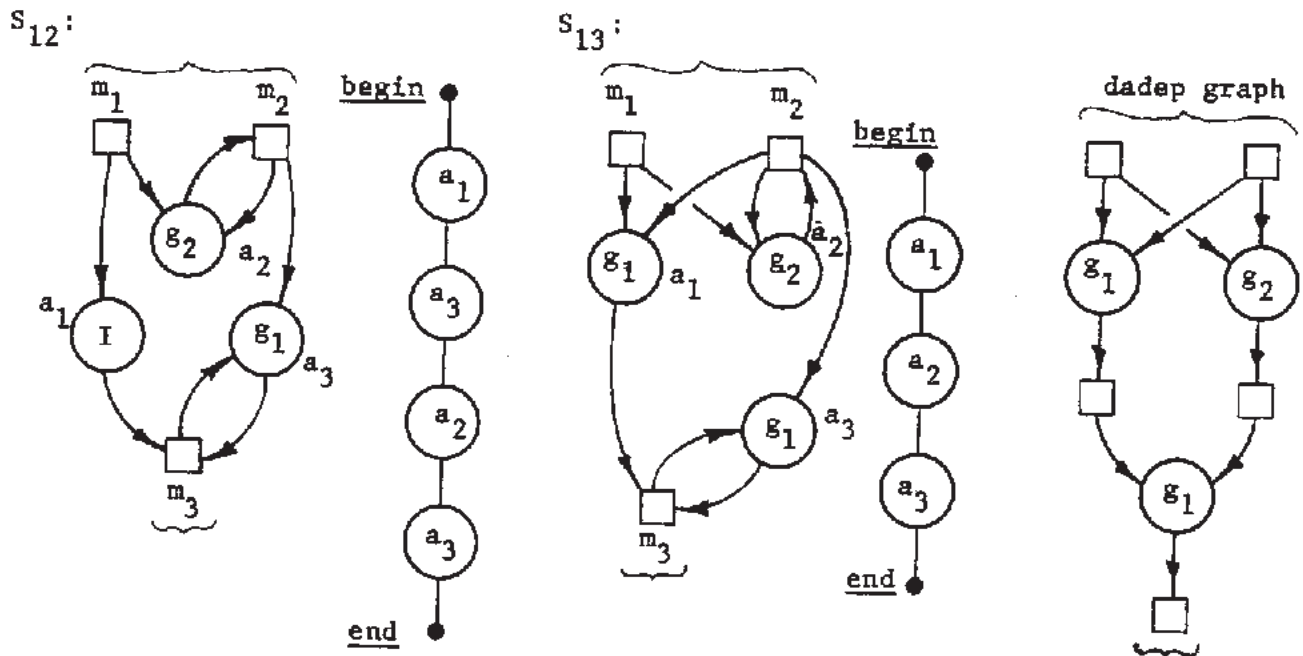 S12:
m1
m2
g2
a2
a1
I
g1
a3
m3
begin
a1
a3
a2
a3
end
S13:
m1
m2
g1
a1
g2
a2
g1
a3
m3
begin
a1
a2
a3
end
dadep graph
g1
g2
g1